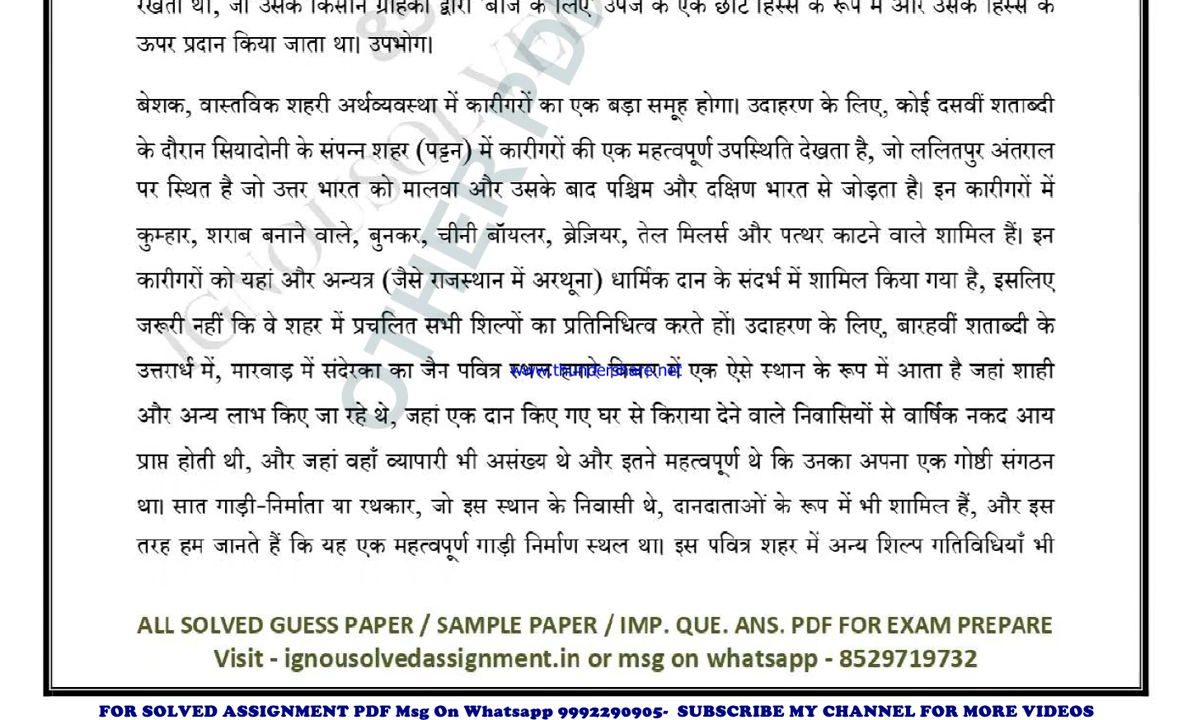 रखता था, जो उसके किसान ग्राहकों द्वारा 'बीज के लिए' उपज के एक छोटे हिस्से के रूप में और उसके हिस्से के
ऊपर प्रदान किया जाता था। उपभोग।
बेशक, वास्तविक शहरी अर्थव्यवस्था में कारीगरों का एक बड़ा समूह होगा। उदाहरण के लिए, कोई दसवीं शताब्दी
के दौरान सियादोनी के संपन्न शहर (पट्टन) में कारीगरों की एक महत्वपूर्ण उपस्थिति देखता है, जो ललितपुर अंतराल
पर स्थित है जो उत्तर भारत को मालवा और उसके बाद पश्चिम और दक्षिण भारत से जोड़ता है। इन कारीगरों में
कुम्हार, शराब बनाने वाले, बुनकर, चीनी बॉयलर, ब्रेज़ियर, तेल मिलर्स और पत्थर काटने वाले शामिल हैं। इन
कारीगरों को यहां और अन्यत्र (जैसे राजस्थान में अरथूना) धार्मिक दान के संदर्भ में शामिल किया गया है, इसलिए
जरूरी नहीं कि वे शहर में प्रचलित सभी शिल्पों का प्रतिनिधित्व करते हों। उदाहरण के लिए, बारहवीं शताब्दी के
उत्तरार्ध में, मारवाड़ में संदेरका का जैन पवित्र स्थल हमारे विचार में एक ऐसे स्थान के रूप में आता है जहां शाही
www.thundershare.net
और अन्य लाभ किए जा रहे थे, जहां एक दान किए गए घर से किराया देने वाले निवासियों से वार्षिक नकद आय
प्राप्त होती थी, और जहां वहाँ व्यापारी भी असंख्य थे और इतने महत्वपूर्ण थे कि उनका अपना एक गोष्ठी संगठन
था। सात गाड़ी-निर्माता या रथकार, जो इस स्थान के निवासी थे, दानदाताओं के रूप में भी शामिल हैं, और इस
तरह हम जानते हैं कि यह एक महत्वपूर्ण गाड़ी निर्माण स्थल था। इस पवित्र शहर में अन्य शिल्प गतिविधियाँ भी
ALL SOLVED GUESS PAPER / SAMPLE PAPER / IMP. QUE. ANS. PDF FOR EXAM PREPARE
Visit - ignousolvedassignment.in or msg on whatsapp - 8529719732
FOR SOLVED ASSIGNMENT PDF Msg On Whatsapp 9992290905- SUBSCRIBE MY CHANNEL FOR MORE VIDEOS